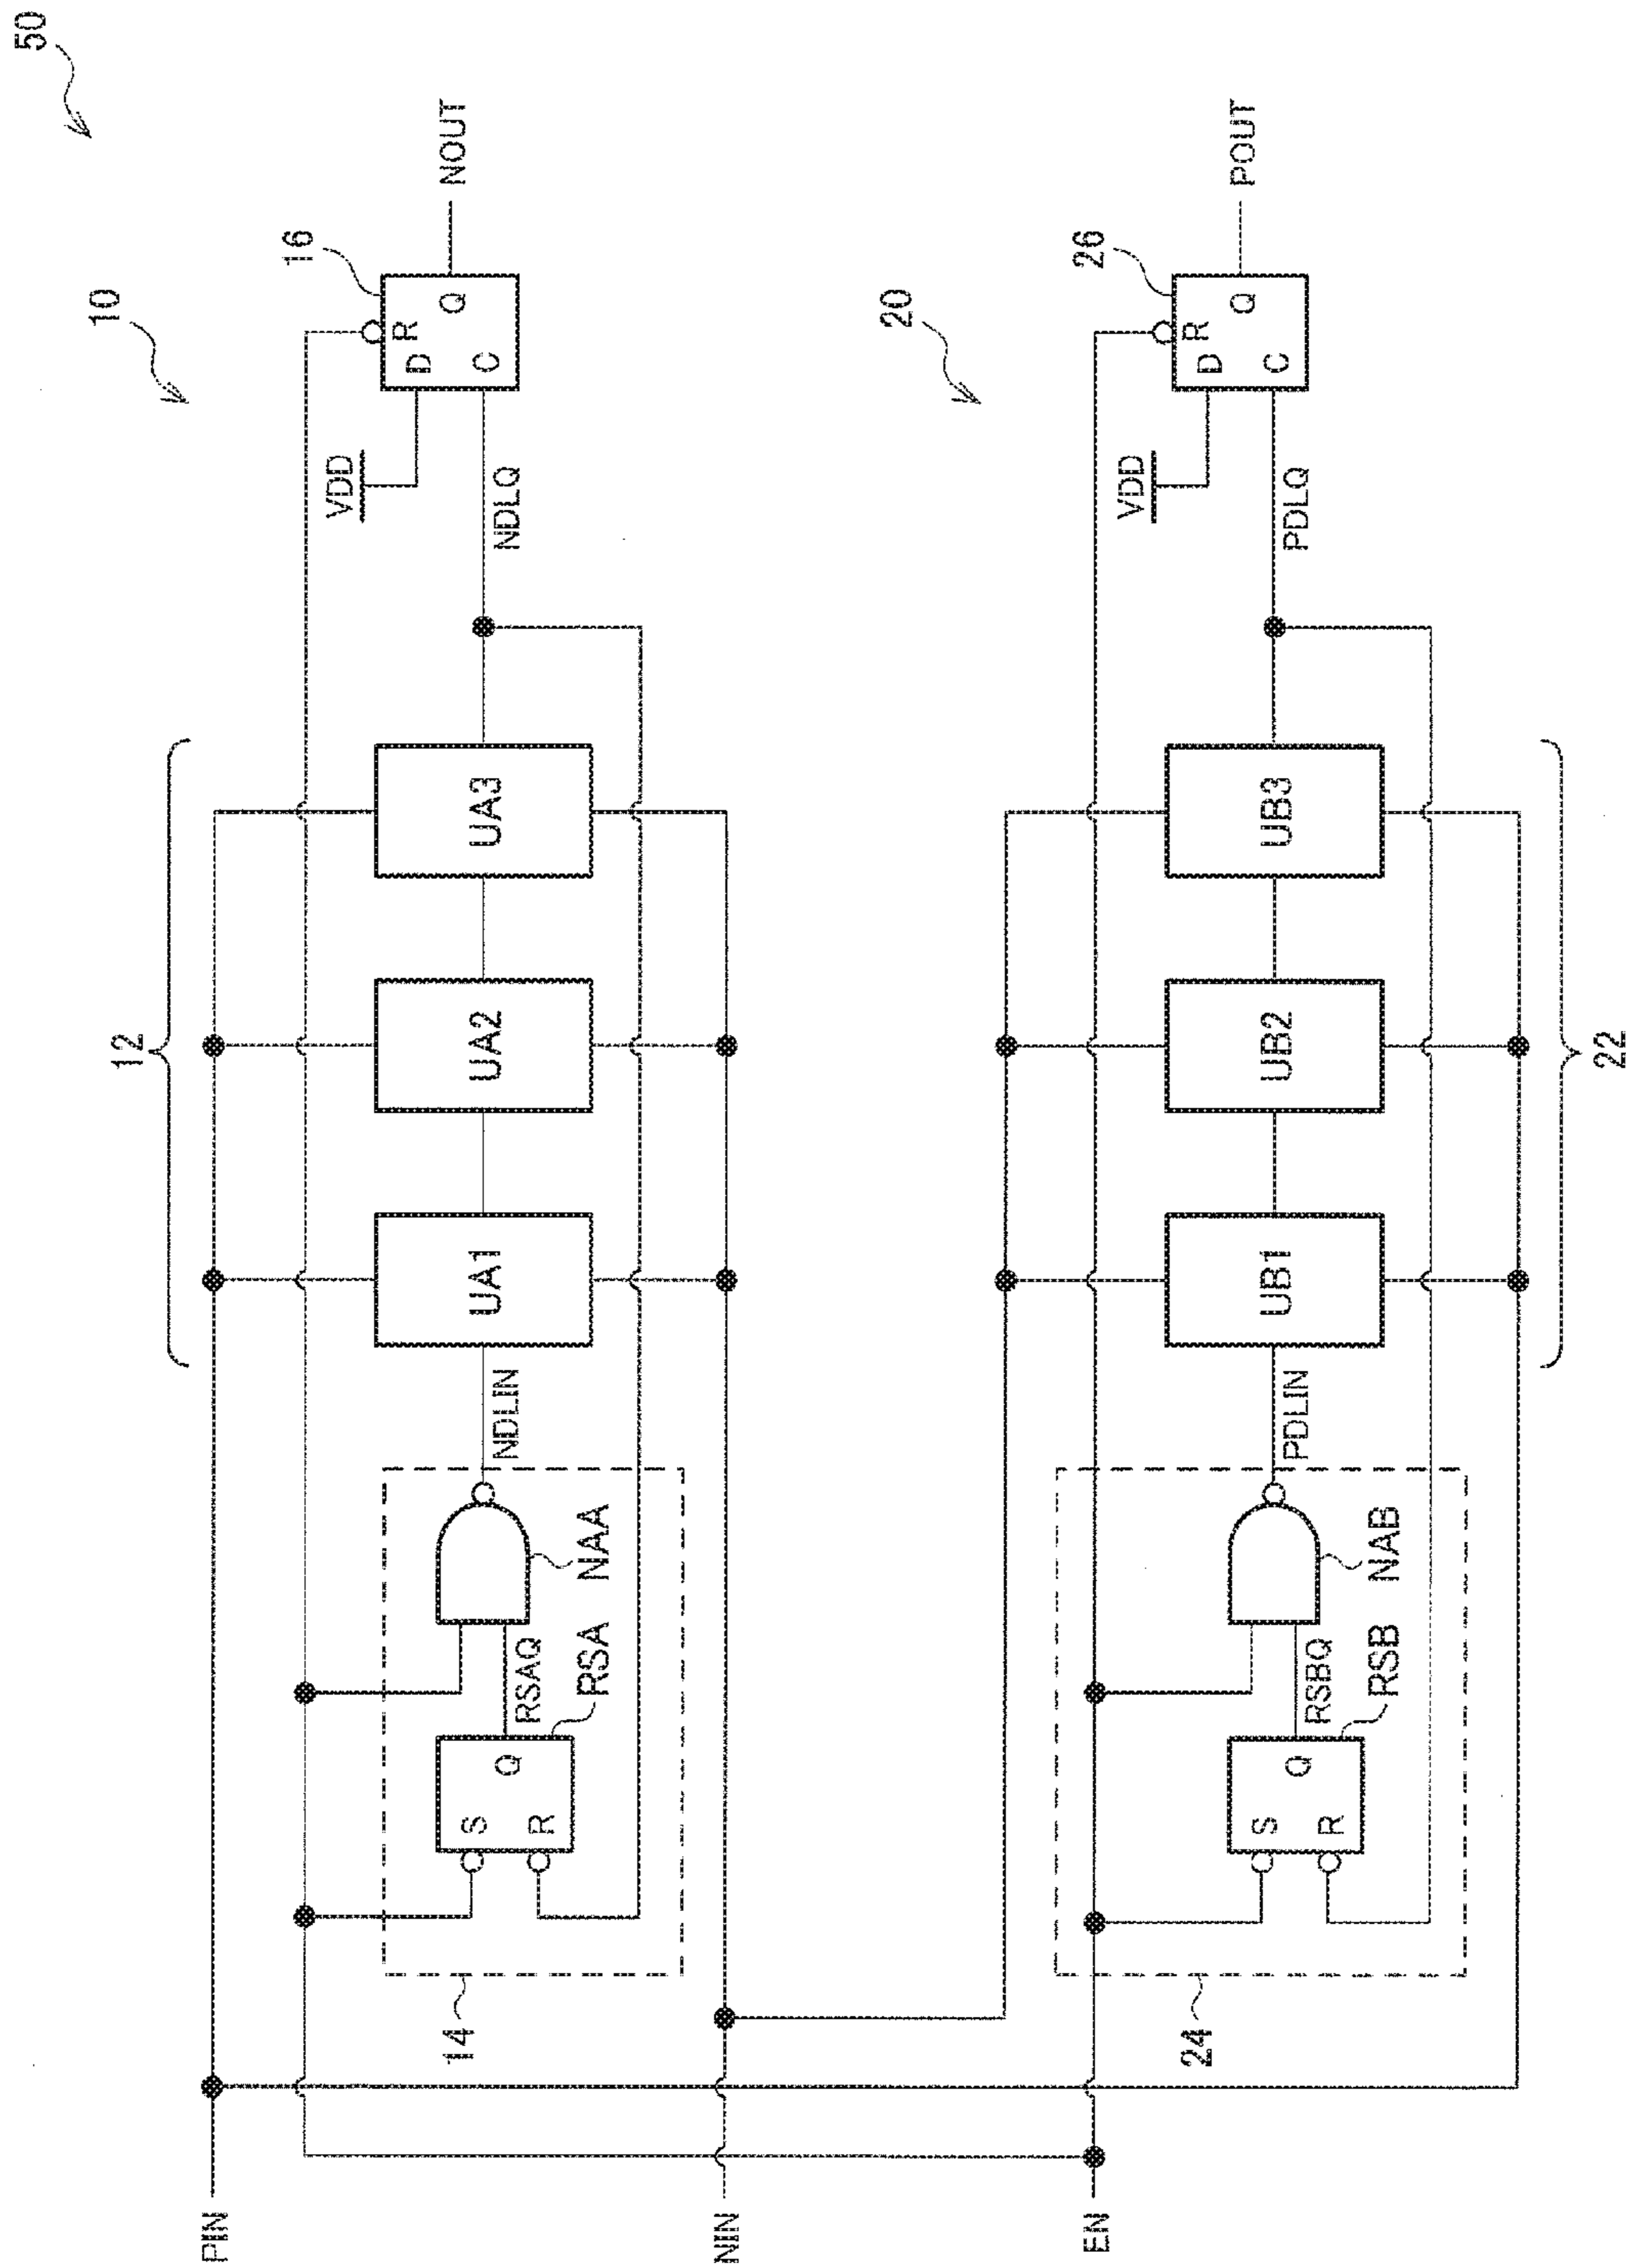 50
10
12
PIN
14
S
R
Q
RSAQ
RSA
NAA
NDLIN
UA1
UA2
UA3
NDLQ
VDD
D
R
C
Q
16
NOUT
NIN
20
EN
24
S
R
Q
RSBQ
RSB
NAB
PDLIN
UB1
UB2
UB3
PDLQ
VDD
D
R
C
Q
26
POUT
22